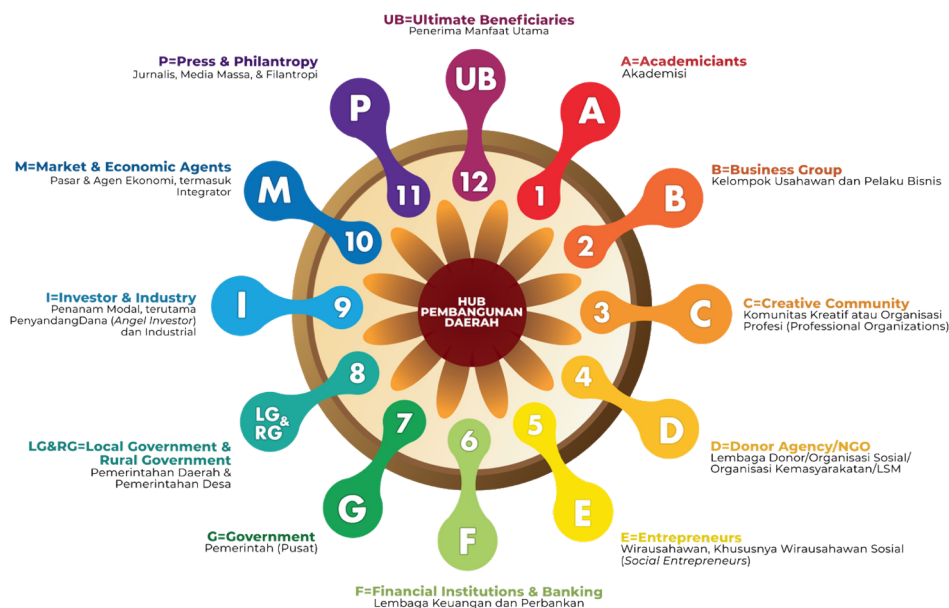 UB=Ultimate Beneficiaries
Penerima Manfaat Utama
UB
12
A=Academiciants
Akademisi
A
1
B=Business Group
Kelompok Usahawan dan Pelaku Bisnis
B
2
C=Creative Community
Komunitas Kreatif atau Organisasi
Profesi (Professional Organizations)
C
3
D=Donor Agency/NGO
Lembaga Donor/Organisasi Sosial/
Organisasi Kemasyarakatan/LSM
D
4
E=Entrepreneurs
Wirausahawan, Khususnya Wirausahawan Sosial
(Social Entrepreneurs)
E
5
F=Financial Institutions & Banking
Lembaga Keuangan dan Perbankan
F
6
G=Government
Pemerintah (Pusat)
G
7
LG&RG=Local Government &
Rural Government
Pemerintahan Daerah &
Pemerintahan Desa
LG&
RG
8
I=Investor & Industry
Penanam Modal, terutama
PenyandangDana (Angel Investor)
dan Industrial
I
9
M=Market & Economic Agents
Pasar & Agen Ekonomi, termasuk
Integrator
M
10
P=Press & Philantropy
Jurnalis, Media Massa, & Filantropi
P
11
HUB
PEMBANGUNAN
DAERAH